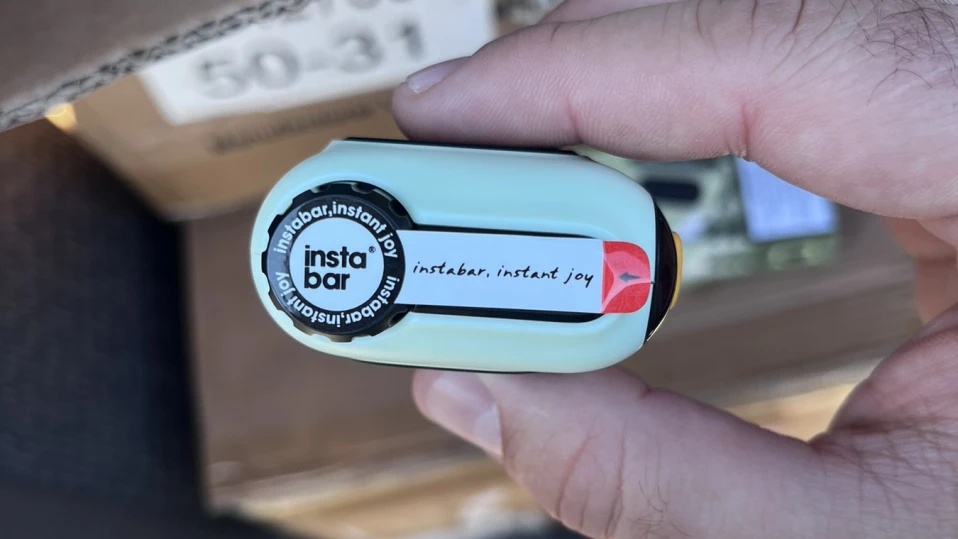 50-31
instabar,instant joy
insta®
bar
instabar,instant joy
instabar, instant joy